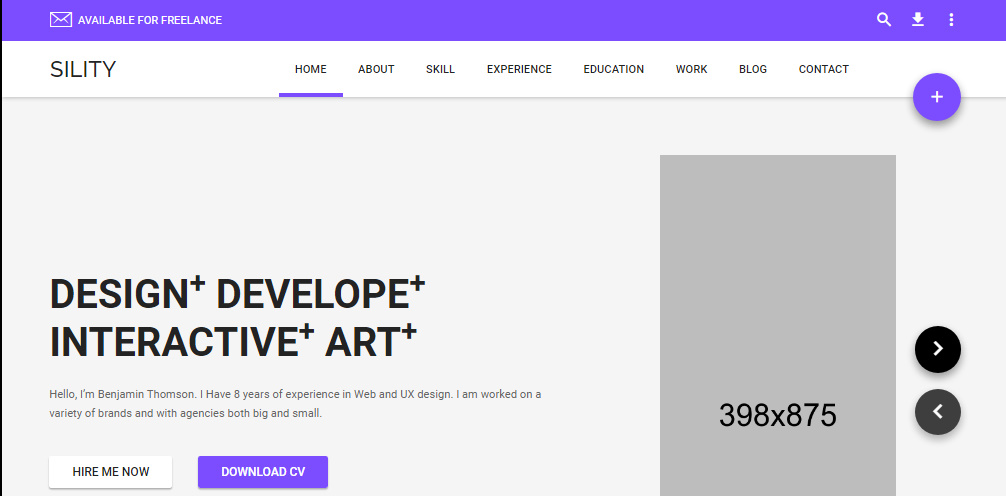 AVAILABLE FOR FREELANCE
SILITY
HOME ABOUT SKILL EXPERIENCE EDUCATION WORK BLOG CONTACT
+
DESIGN+ DEVELOPE+
INTERACTIVE+ ART+
Hello, I'm Benjamin Thomson. I Have 8 years of experience in Web and UX design. I am worked on a
variety of brands and with agencies both big and small.
HIRE ME NOW DOWNLOAD CV
398x875